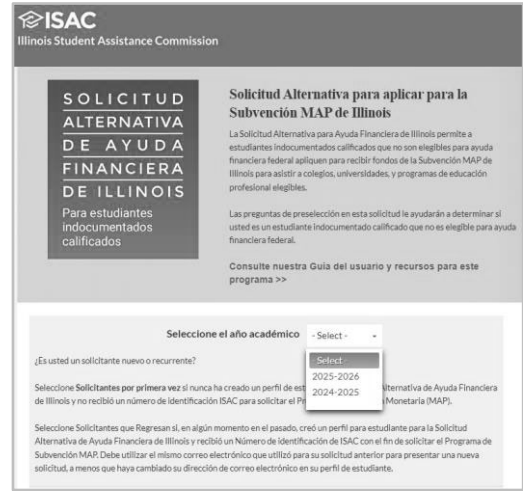 ISAC
Illinois Student Assistance Commission
SOLICITUD
ALTERNATIVA
DE AYUDA
FINANCIERA
DE ILLINOIS
Para estudiantes
indocumentados
calificados
Solicitud Alternativa para aplicar para la
Subvención MAP de Illinois
La Solicitud Alternativa para Ayuda Financiera de Illinois permite a
estudiantes indocumentados calificados que no son elegibles para ayuda
financiera federal apliquen para recibir fondos de la Subvención MAP de
Illinois para asistir a colegios, universidades, y programas de educación
profesional elegibles.
Las preguntas de preselección en esta solicitud le ayudarán a determinar si
usted es un estudiante indocumentado calificado que no es elegible para ayuda
financiera federal.
Consulte nuestra Guia del usuario y recursos para este
programa >>
Seleccione el año académico - Select -
- Select -
2025-2026
2024-2025
¿Es usted un solicitante nuevo o recurrente?
Seleccione Solicitantes por primera vez si nunca ha creado un perfil de est Alternativa de Ayuda Financiera
de Illinois y no recibió un número de identificación ISAC para solicitar el Pr Monetaria (MAP).
Seleccione Solicitantes que Regresan si, en algún momento en el pasado, creó un perfil para estudiante para la Solicitud
Alternativa de Ayuda Financiera de Illinois y recibió un Número de identificación de ISAC con el fin de solicitar el Programa de
Subvención MAP. Debe utilizar el mismo correo electrónico que utilizó para su solicitud anterior para presentar una nueva
solicitud, a menos que haya cambiado su dirección de correo electrónico en su perfil de estudiante.